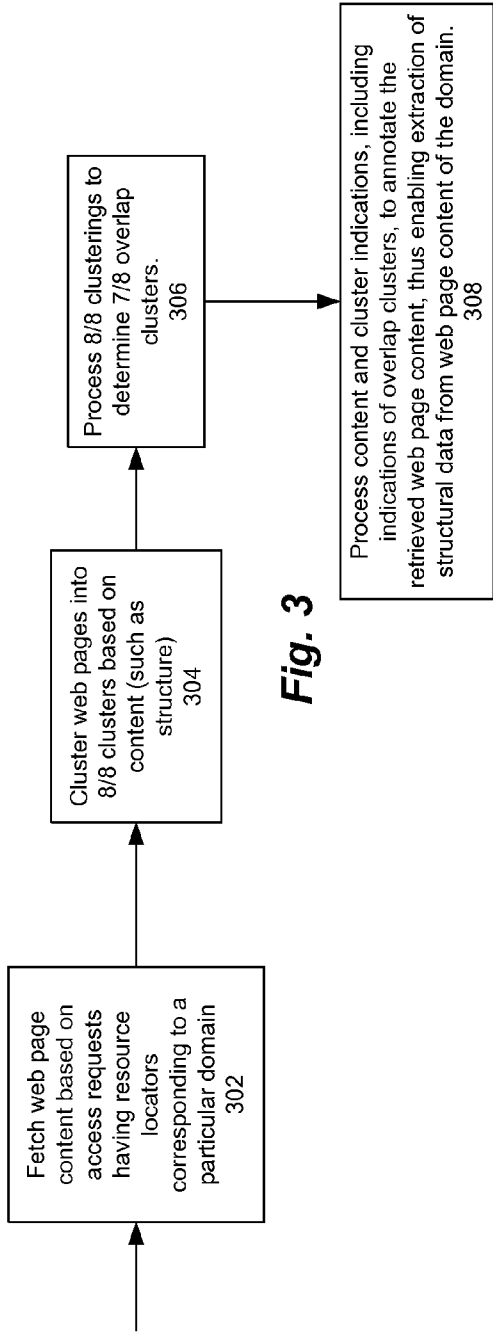 Fetch web page
content based on
access requests
having resource
locators
corresponding to a
particular domain
302
Cluster web pages into
8/8 clusters based on
content (such as
structure)
304
Process 8/8 clusterings to
determine 7/8 overlap
clusters.
306
Process content and cluster indications, including
indications of overlap clusters, to annotate the
retrieved web page content, thus enabling extraction of
structural data from web page content of the domain.
308
Fig. 3